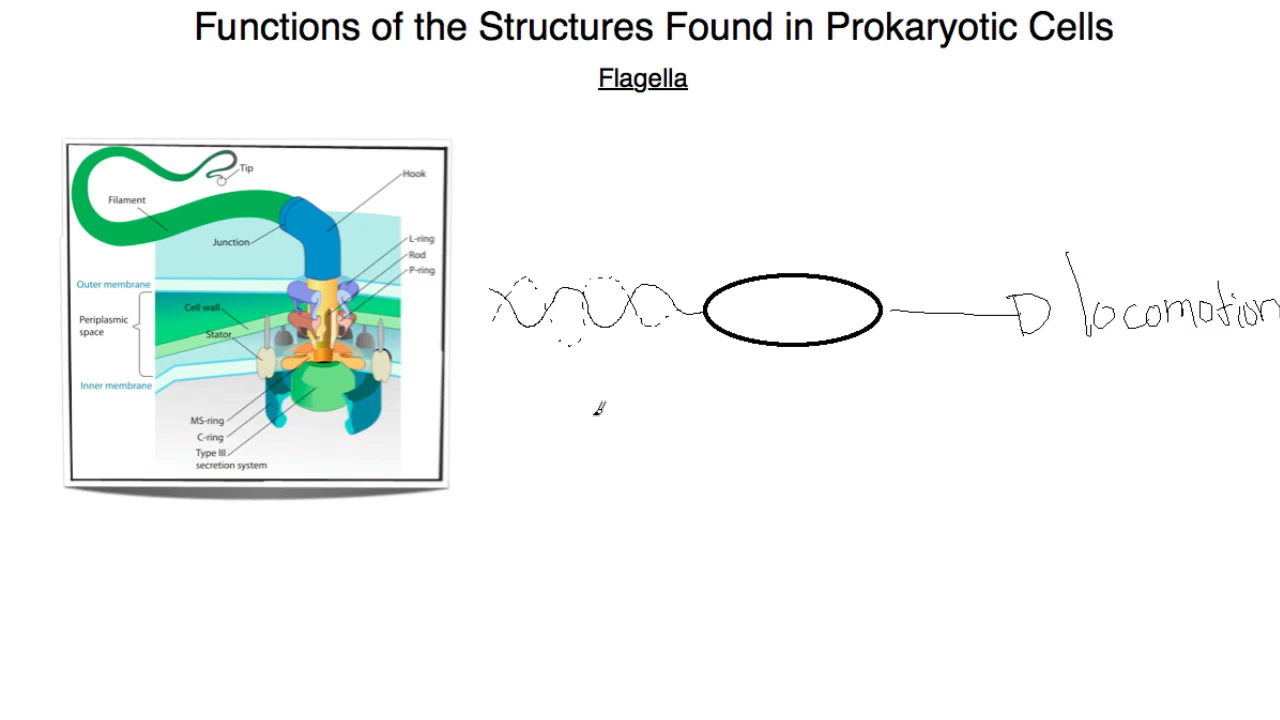 Functions of the Structures Found in Prokaryotic Cells
Flagella
Tip
Hook
Filament
Junction
L-ring
Rod
P-ring
Outer membrane
Cell wall
Periplasmic
space
Stator
Inner membrane
MS-ring
C-ring
Type III
secretion system
locomotion